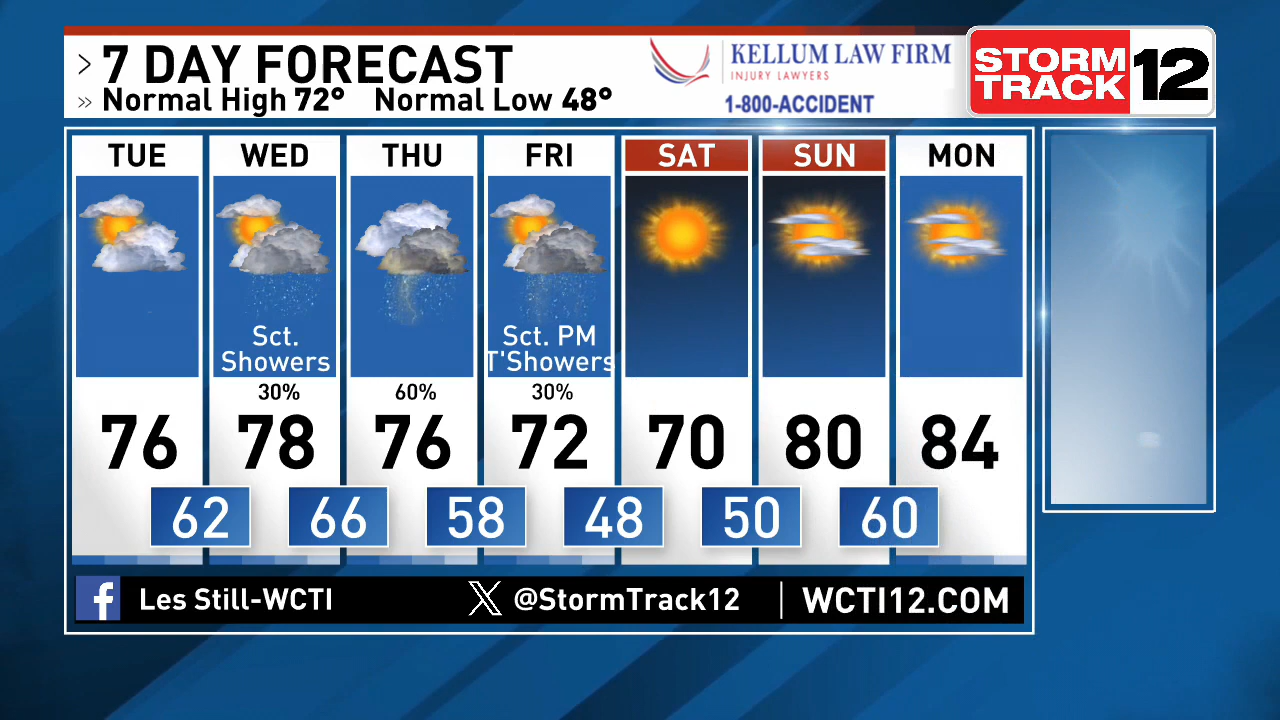 > 7 DAY FORECAST
» Normal High 72° Normal Low 48°
KELLUM LAW FIRM
INJURY LAWYERS
1-800-ACCIDENT
STORM
TRACK
12
TUE WED THU FRI SAT SUN MON
Sct.
Showers
Sct. PM
T'Showers
30% 60% 30%
76 78 76 72 70 80 84
62 66 58 48 50 60
f Les Still-WCTI X @StormTrack12 | WCTI12.COM